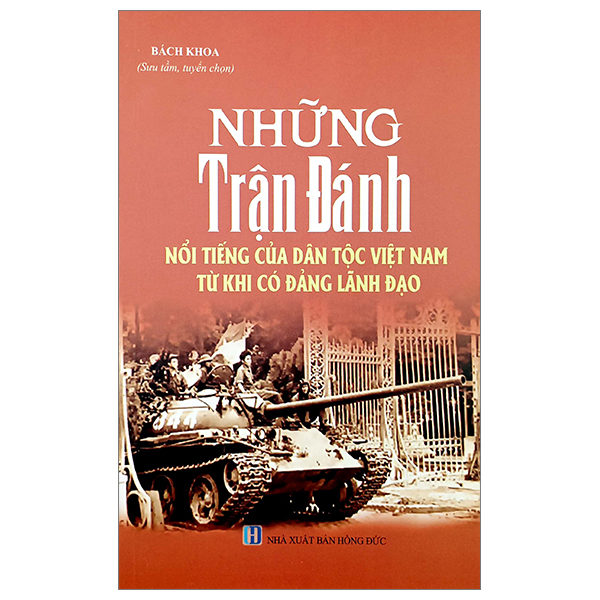 BÁCH KHOA
(Sưu tầm, tuyển chọn)
NHỮNG
Trận Đánh
NỔI TIẾNG CỦA DÂN TỘC VIỆT NAM
TỪ KHI CÓ ĐẢNG LÃNH ĐẠO
844
H
NHÀ XUẤT BẢN HỒNG ĐỨC